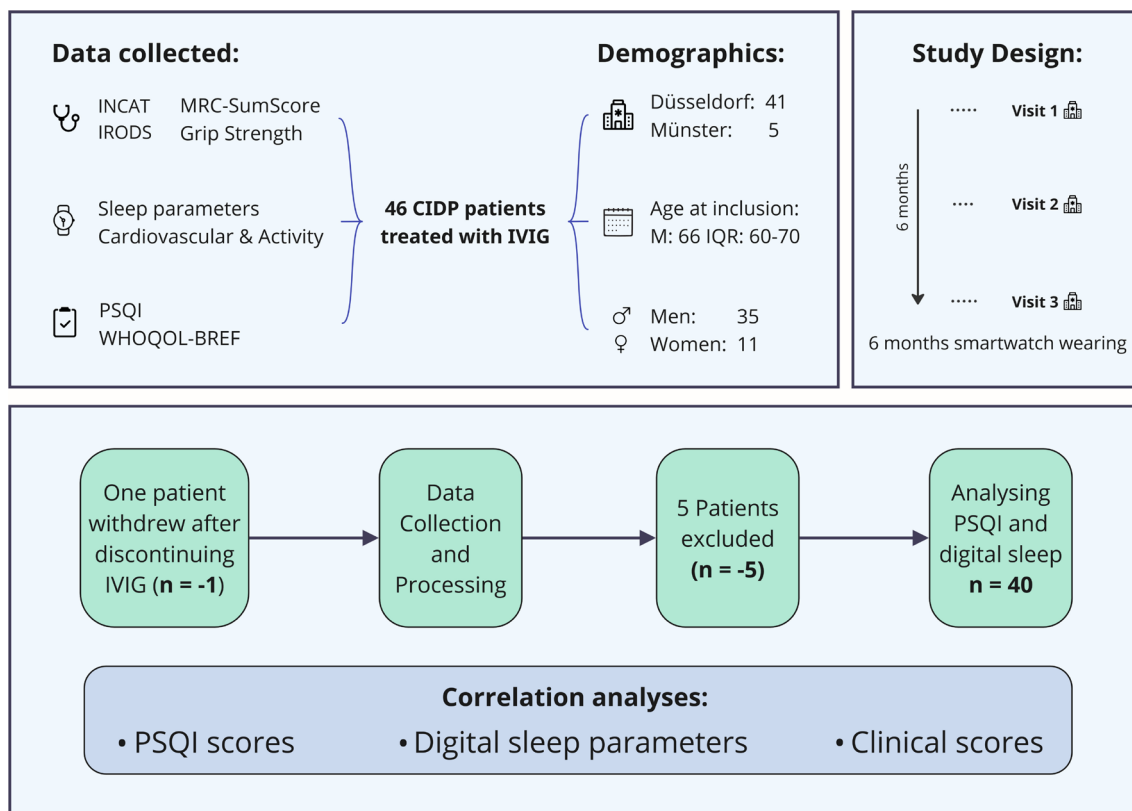 Data collected:
INCAT MRC-SumScore
IRODS Grip Strength
Sleep parameters
Cardiovascular & Activity
PSQI
WHOQOL-BREF
46 CIDP patients
treated with IVIG
Demographics:
Düsseldorf: 41
Münster: 5
Age at inclusion:
M: 66 IQR: 60-70
Men: 35
Women: 11
Study Design:
6 months
····· Visit 1
···· Visit 2
····· Visit 3
6 months smartwatch wearing
One patient
withdrew after
discontinuing
IVIG (n = -1)
Data
Collection
and
Processing
5 Patients
excluded
(n = -5)
Analysing
PSQI and
digital sleep
n = 40
Correlation analyses:
• PSQI scores • Digital sleep parameters • Clinical scores